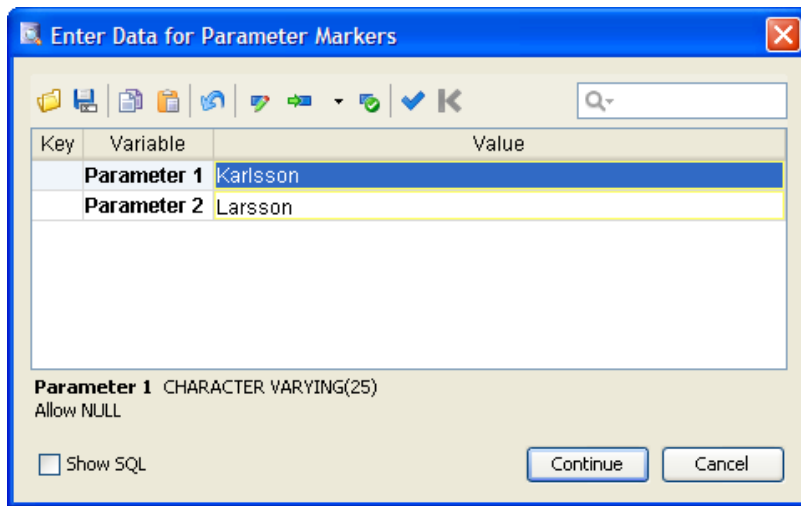 Enter Data for Parameter Markers
Key Variable Value
Parameter 1 Karlsson
Parameter 2 Larsson
Parameter 1 CHARACTER VARYING(25)
Allow NULL
Show SQL Continue Cancel